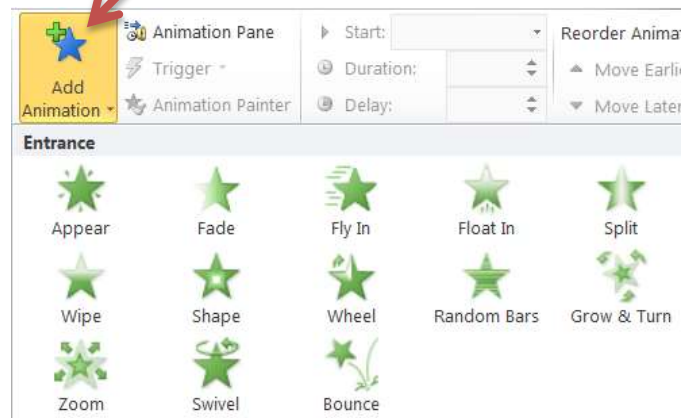 Add
Animation
Animation Pane
Trigger
Animation Painter
Start:
Duration:
Delay:
Reorder Animat
Move Earlie
Move Later
Entrance
Appear Fade Fly In Float In Split
Wipe Shape Wheel Random Bars Grow & Turn
Zoom Swivel Bounce